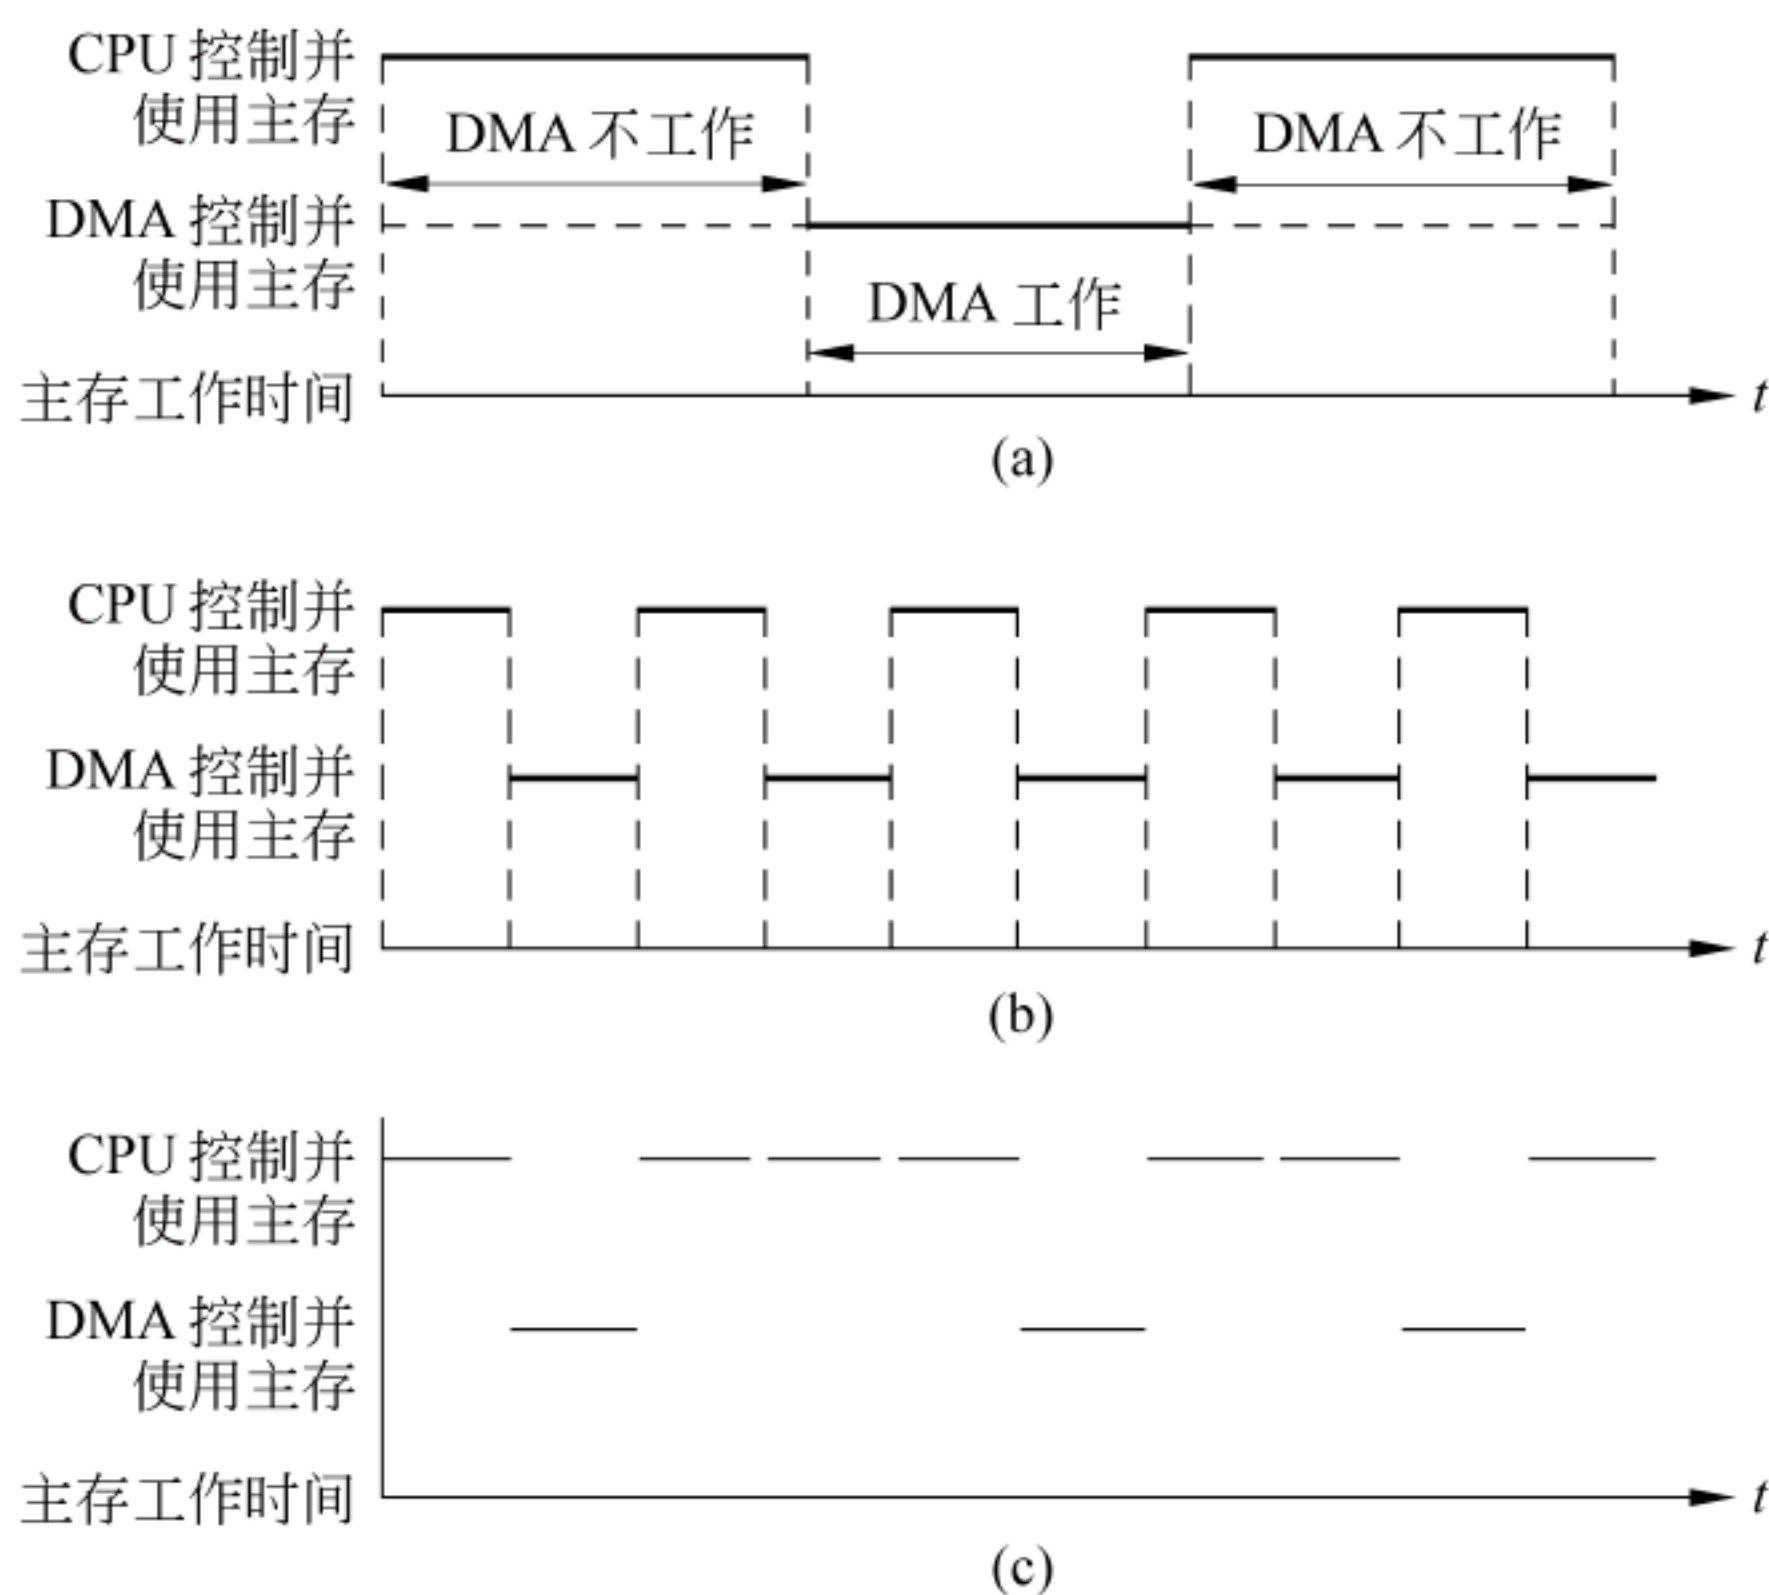 CPU 控制并
使用主存
DMA 不工作
DMA 不工作
DMA 控制并
使用主存
DMA 工作
主存工作时间
t
(a)
CPU 控制并
使用主存
DMA 控制并
使用主存
主存工作时间
t
(b)
CPU 控制并
使用主存
DMA 控制并
使用主存
主存工作时间
t
(c)